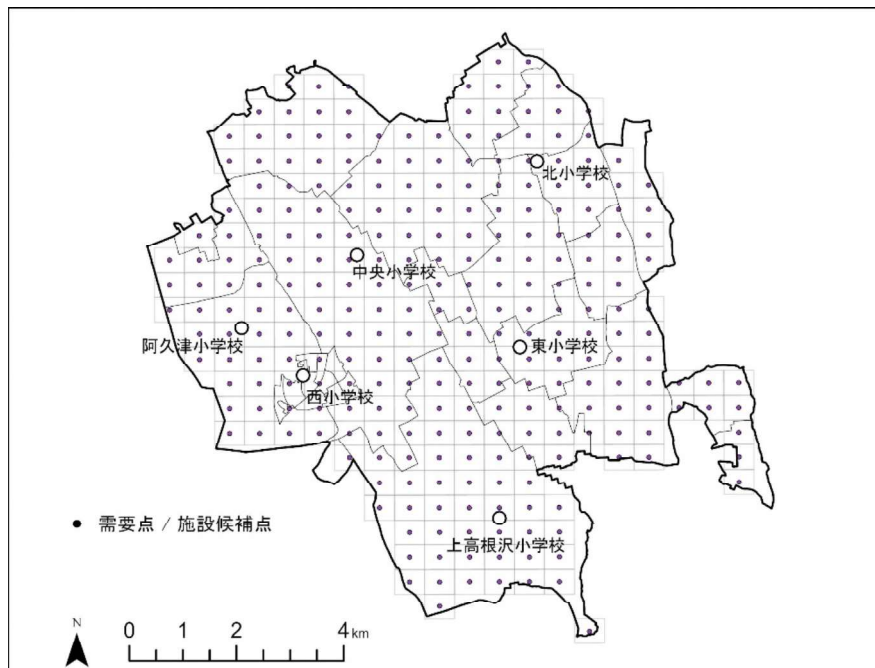 北小学校
中央小学校
阿久津小学校
東小学校
西小学校
● 需要点 / 施設候補点
上高根沢小学校
N
0 1 2 4 km